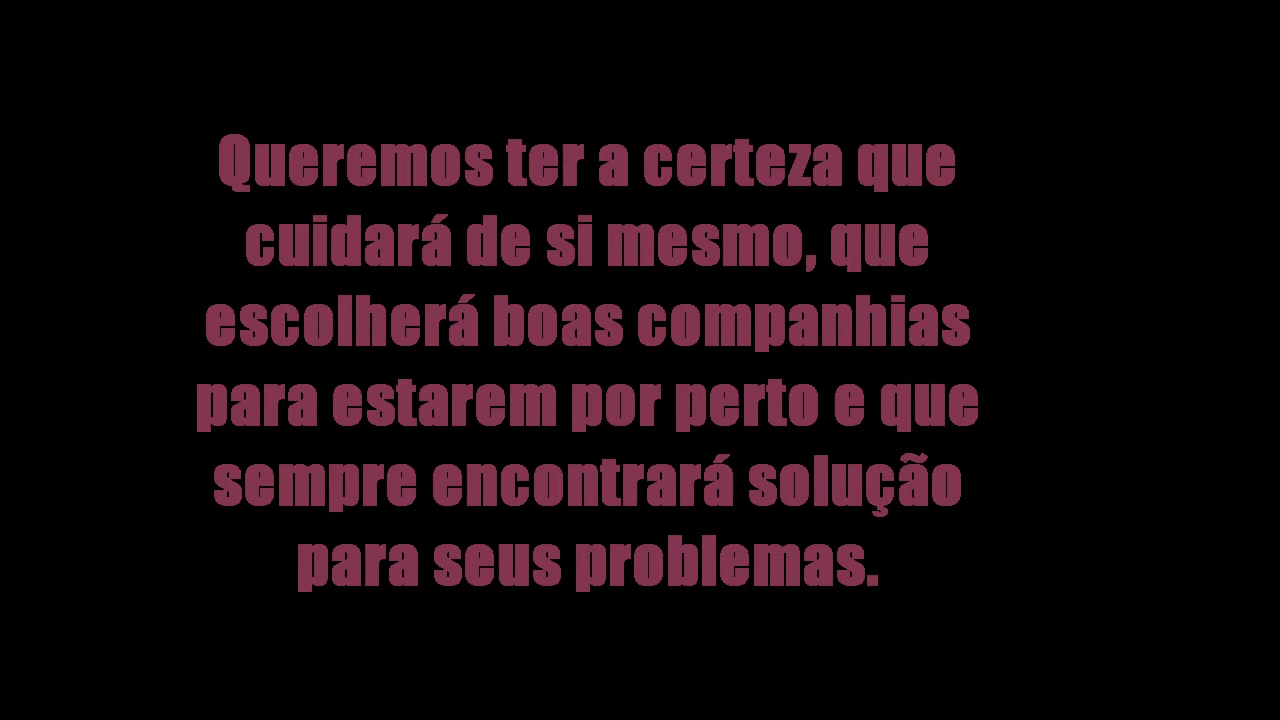 Queremos ter a certeza que
cuidará de si mesmo, que
escolherá boas companhias
para estarem por perto e que
sempre encontrará solução
para seus problemas.